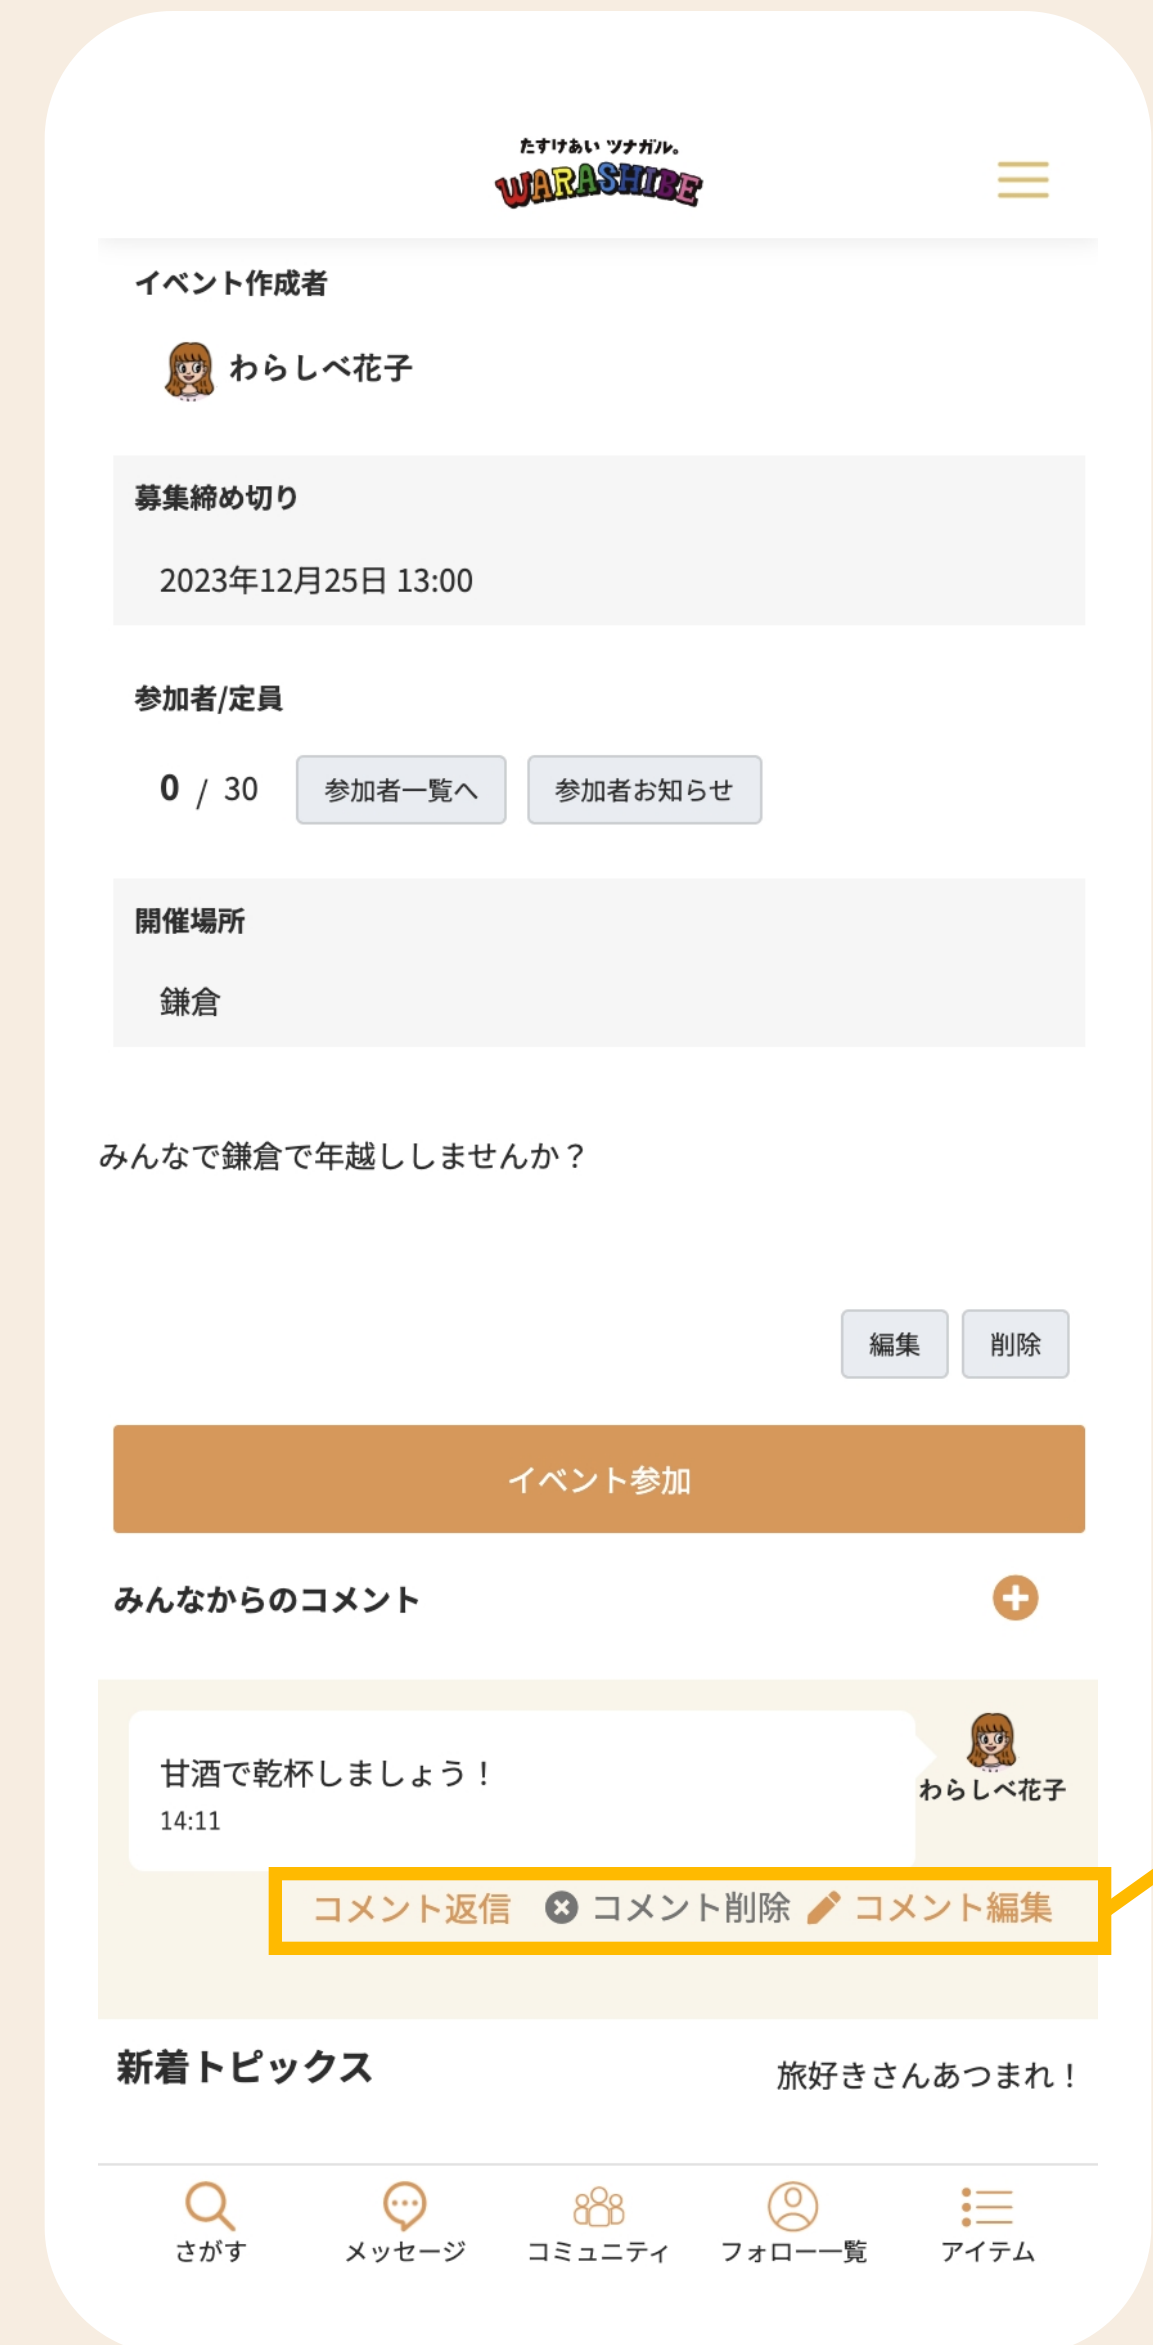 たすけあい ツナガル。
WARASHIBE
イベント作成者
わらしべ花子
募集締め切り
2023年12月25日 13:00
参加者/定員
0 / 30 参加者一覧へ 参加者お知らせ
開催場所
鎌倉
みんなで鎌倉で年越ししませんか？
編集 削除
イベント参加
みんなからのコメント
甘酒で乾杯しましょう！
14:11
わらしべ花子
コメント返信 コメント削除 コメント編集
新着トピックス 旅好きさんあつまれ！
さがす メッセージ コミュニティ フォロー一覧 アイテム